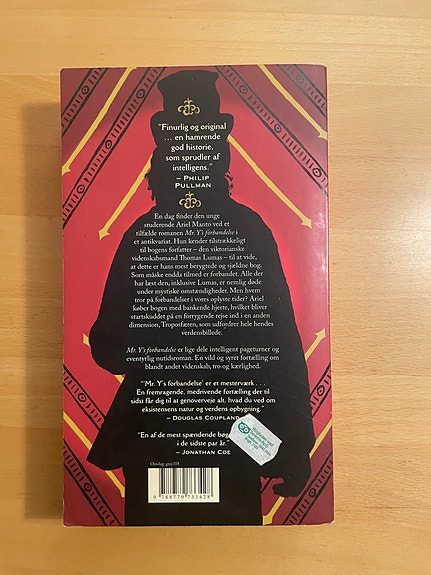 "Finurlig og original
... en hamrende
god historie,
som sprudler af
intelligens."
– PHILIP
PULLMAN
En dag finder den unge
studerende Ariel Manto ved et
tilfælde romanen Mr. Y's forbandelse i
et antikvariat. Hun kender tilstrækkeligt
til bogens forfatter – den viktorianske
videnskabsmand Thomas Lumas – til at vide,
at dette er hans mest berygtede og sjældne bog.
Som måske endda tilmed er forbandet. Alle der
har læst den, inklusive Lumas, er nemlig døde
under mystiske omstændigheder. Men hvem
tror på forbandelser i vores oplyste tider? Ariel
køber bogen med bankende hjerte, hvilket bliver
startskuddet på en forrygende rejse ind i en anden
dimension, Troposfæren, som udfordrer hele hendes
verdensbillede.
Mr. Y's forbandelse er lige dele intelligent pageturner og
eventyrlig nutidsroman. En vild og syret fortælling om
blandt andet videnskab, tro og kærlighed.
"'Mr. Y's forbandelse' er et mesterværk ...
En fremragende, medrivende fortælling der til
sidst får dig til at genoverveje alt, hvad du ved om
eksistensens natur og verdens opbygning."
– DOUGLAS COUPLAND
"En af de mest spændende bøg
i de sidste par år."
– JONATHAN COE
Omslag: gray318
9 788779 733428